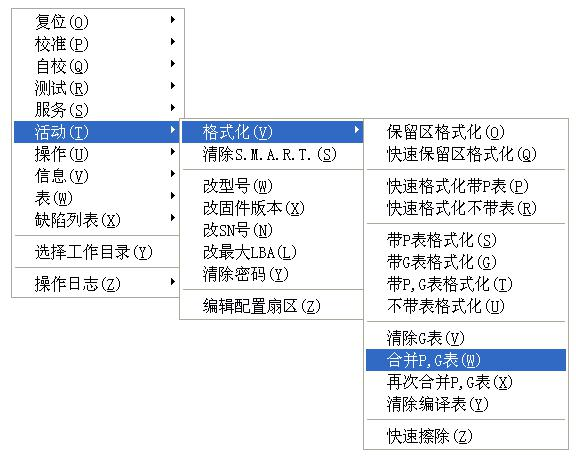 复位(O)
校准(P)
自校(Q)
测试(R)
服务(S)
活动(T)
操作(U)
信息(V)
表(W)
缺陷列表(X)
选择工作目录(Y)
操作日志(Z)
格式化(V)
清除S.M.A.R.T.(S)
改型号(W)
改固件版本(X)
改SN号(N)
改最大LBA(L)
清除密码(Y)
编辑配置扇区(Z)
保留区格式化(O)
快速保留区格式化(Q)
快速格式化带P表(P)
快速格式化不带表(R)
带P表格式化(S)
带G表格式化(G)
带P,G表格式化(T)
不带表格式化(U)
清除G表(V)
合并P,G表(W)
再次合并P,G表(X)
清除编译表(Y)
快速擦除(Z)